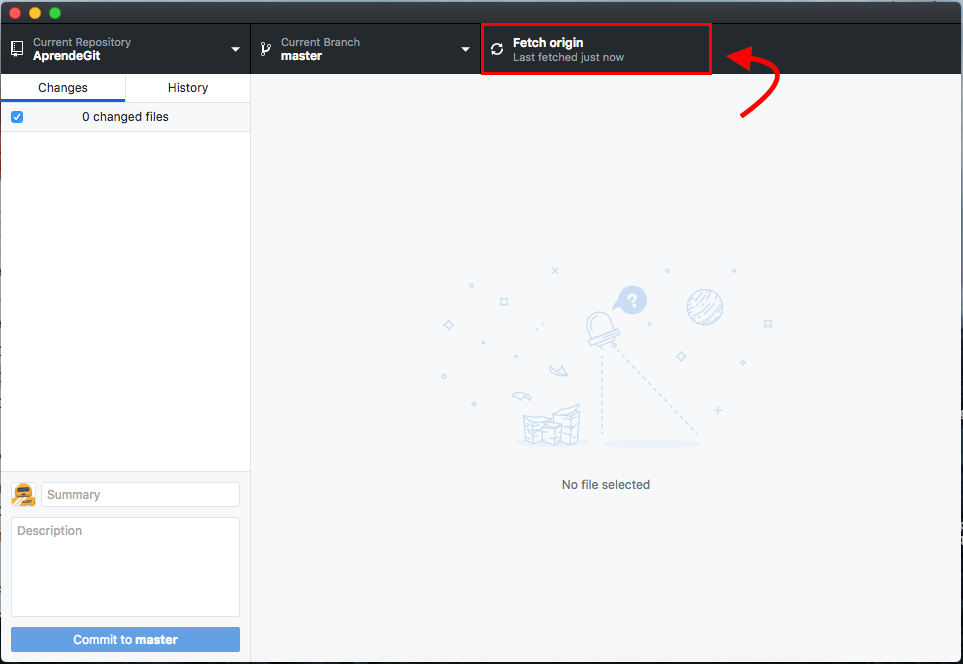 Current Repository
AprendeGit
Current Branch
master
Fetch origin
Last fetched just now
Changes
History
0 changed files
?
No file selected
Summary
Description
Commit to master